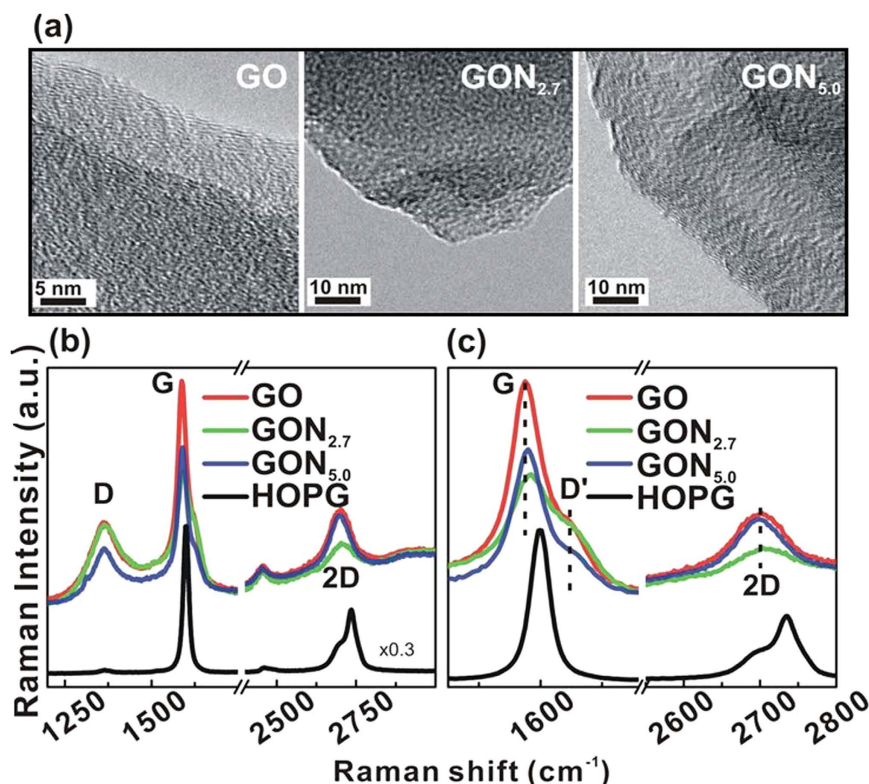 (a)
GO
GON2.7
GON5.0
5 nm
10 nm
10 nm
(b)
(c)
Raman Intensity (a.u.)
G
GO
GON2.7
GON5.0
HOPG
D
2D
x0.3
1250
1500
2500
2750
G
GO
GON2.7
GON5.0
HOPG
D'
2D
1600
2600
2700
2800
Raman shift (cm-1)